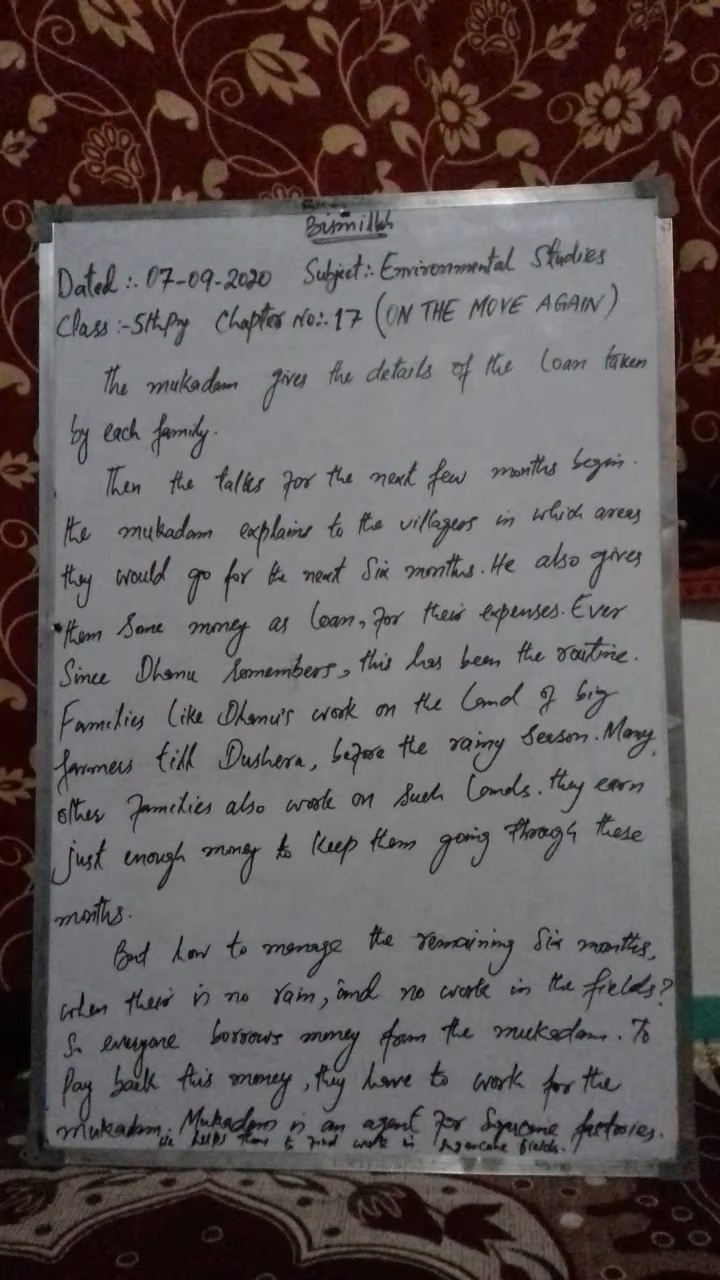 Bismillah
Dated :. 07-09-2020 Subject:. Environmental Studies
Class :- 5th Pry Chapter No:. 17 (ON THE MOVE AGAIN)
The mukadam gives the details of the loan taken
by each family.
Then the talks for the next few months begin.
the mukadam explains to the villagers in which areas
they would go for the next six months. He also gives
them some money as loan, for their expenses. Ever
Since Dhanu remembers, this has been the routine.
Families like Dhanu's work on the land of big
farmers till Dushera, before the rainy season. Many
other families also work on such lands. they earn
just enough money to keep them going through these
months.
But how to manage the remaining six months,
when their is no rain, and no work in the fields?
So everyone borrows money from the mukadam. To
Pay back this money, they have to work for the
mukadam. Mukadam is an agent for Sgarcane factories.
He helps them to find work in sgarcane fields.